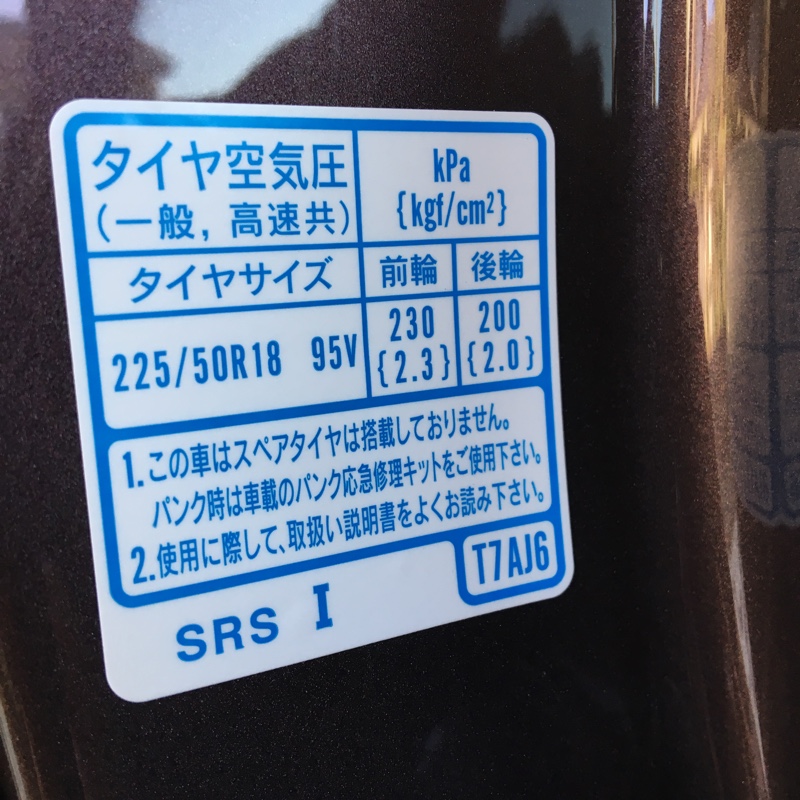 タイヤ空気圧
(一般, 高速共)
kPa
{kgf/cm²}
タイヤサイズ 前輪 後輪
225/50R18 95V
230
{2.3}
200
{2.0}
1.この車はスペアタイヤは搭載しておりません。
パンク時は車載のパンク応急修理キットをご使用下さい。
2.使用に際して、取扱い説明書をよくお読み下さい。
T7AJ6
SRS I